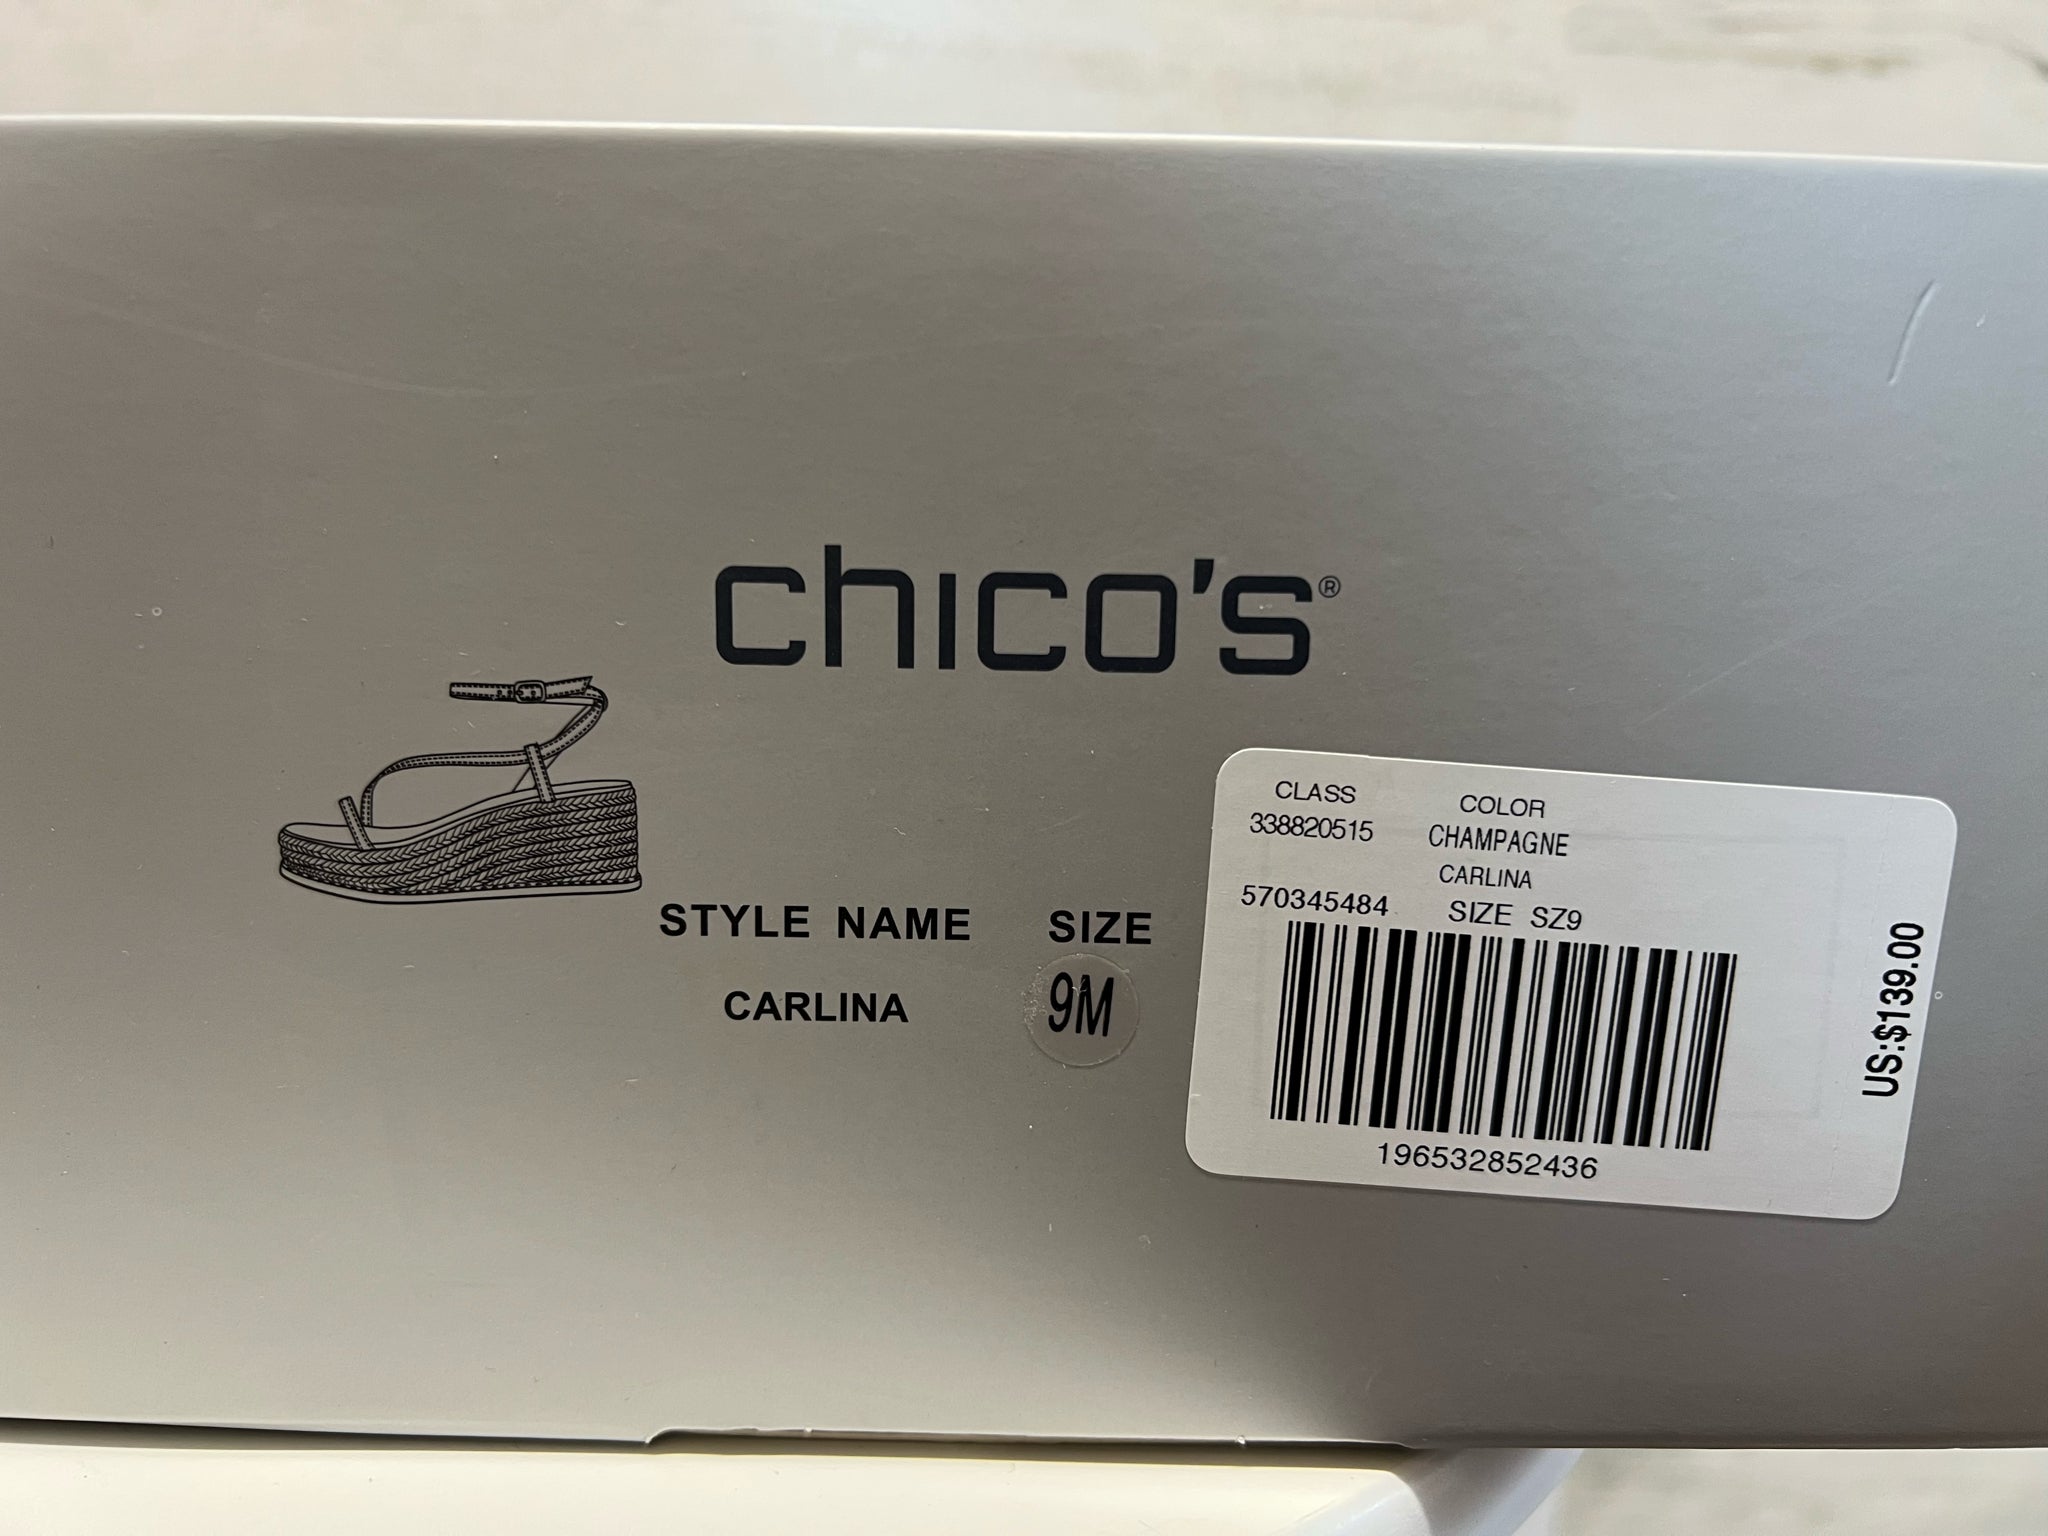 chico's®
STYLE NAME SIZE
CARLINA 9M
CLASS COLOR
338820515 CHAMPAGNE
CARLINA
570345484 SIZE SZ9
196532852436
US:$139.00